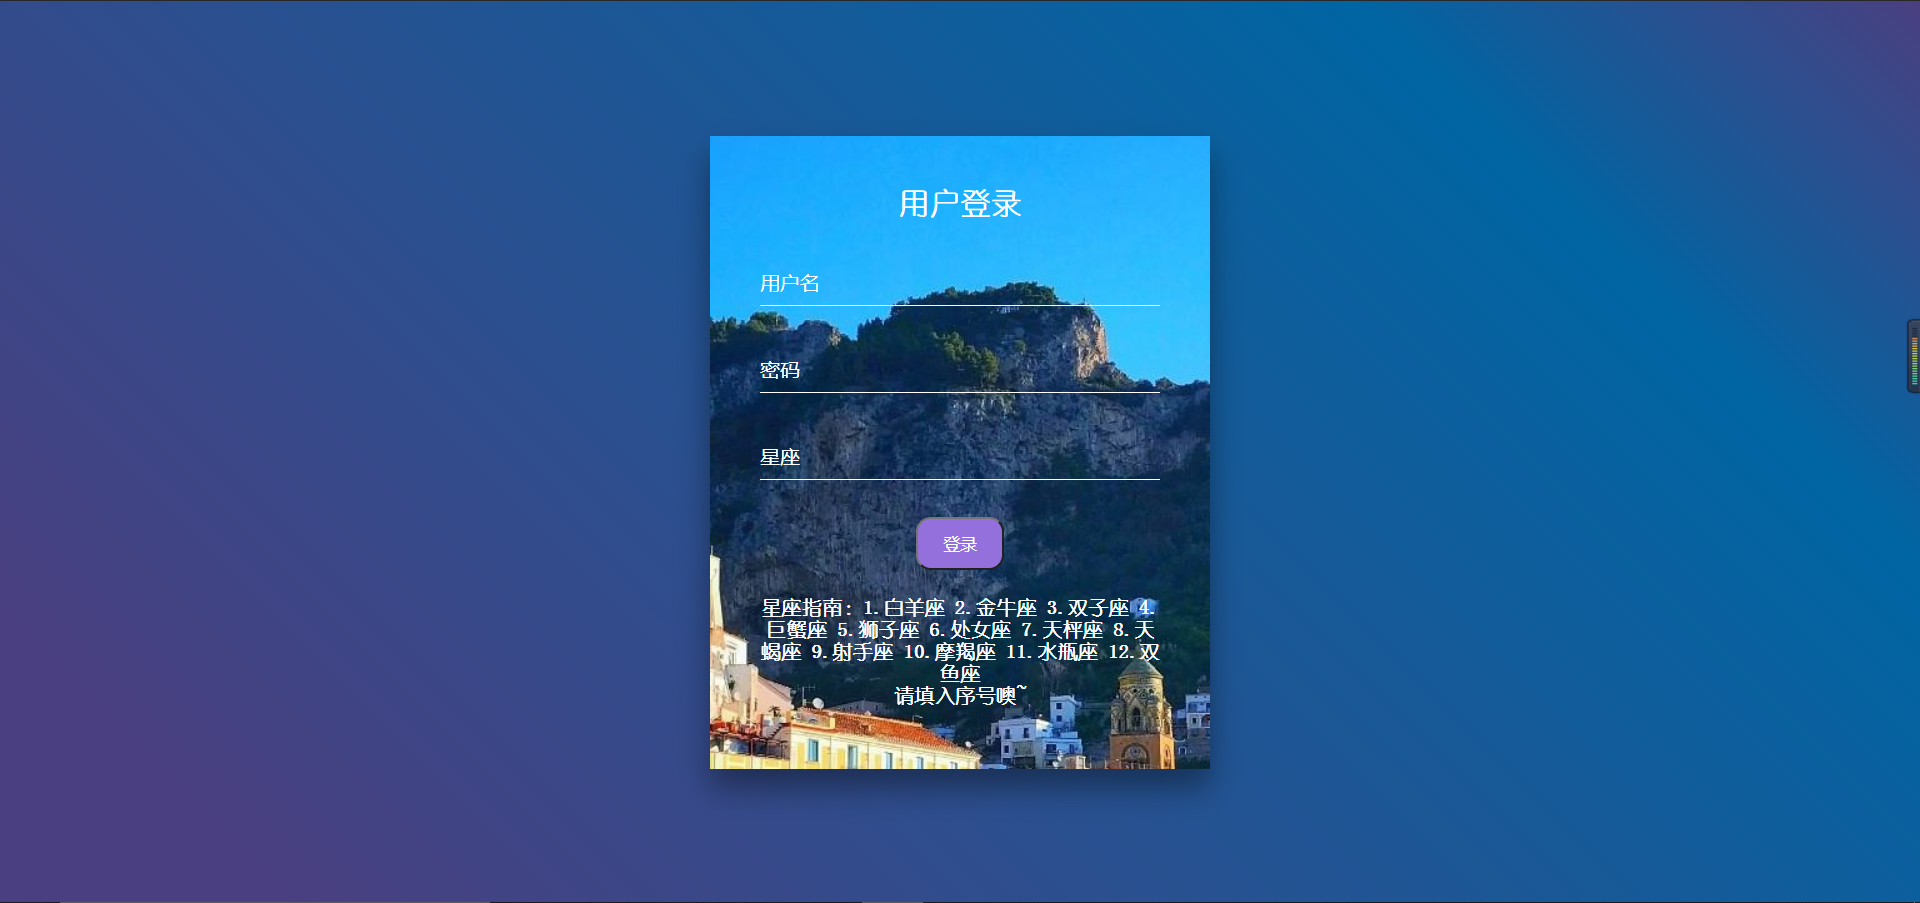 用户登录
用户名
密码
星座
登录
星座指南: 1.白羊座 2.金牛座 3.双子座 4.
巨蟹座 5.狮子座 6.处女座 7.天枰座 8.天
蝎座 9.射手座 10.摩羯座 11.水瓶座 12.双
鱼座
请填入序号噢~